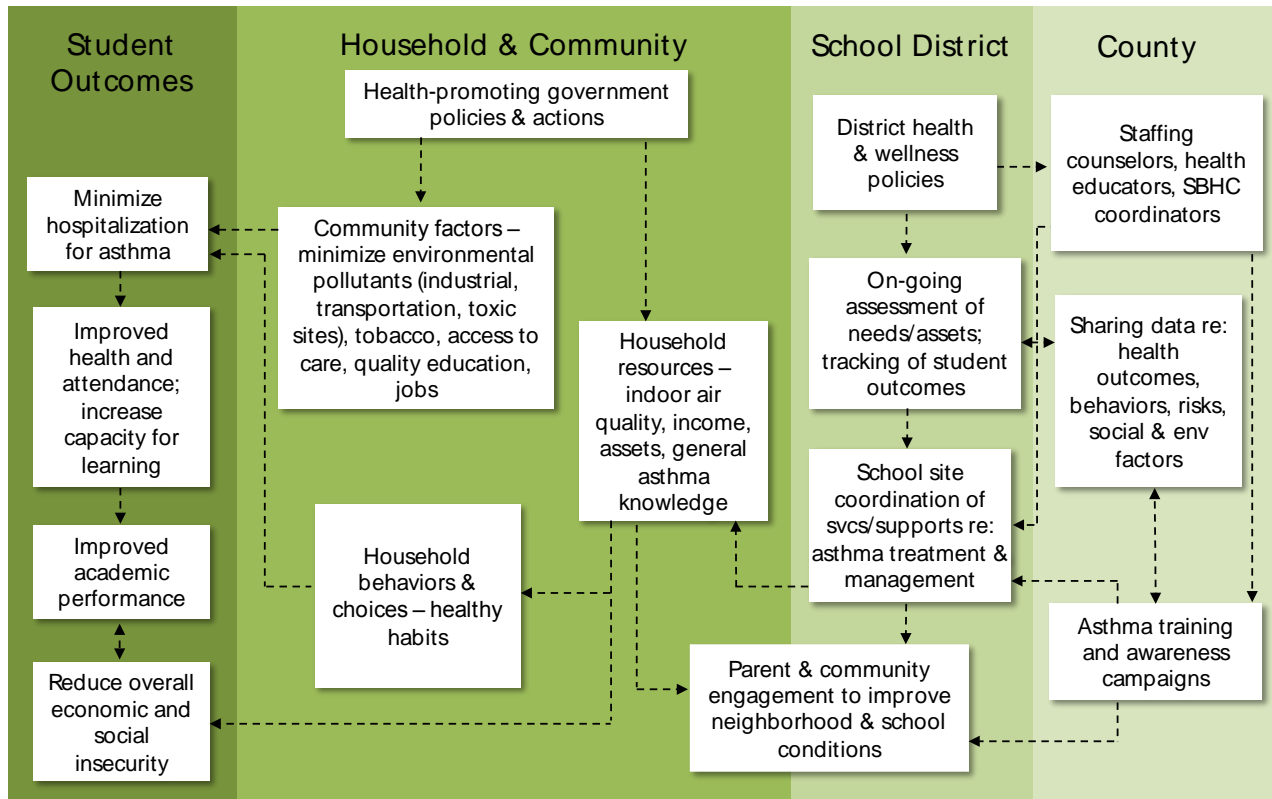 Student
Outcomes
Household & Community
School District
County
Health-promoting government
policies & actions
District health
& wellness
policies
Staffing
counselors, health
educators, SBHC
coordinators
Minimize
hospitalization
for asthma
Community factors –
minimize environmental
pollutants (industrial,
transportation, toxic
sites), tobacco, access to
care, quality education,
jobs
On-going
assessment of
needs/assets;
tracking of student
outcomes
Sharing data re:
health
outcomes,
behaviors, risks,
social & env
factors
Improved
health and
attendance;
increase
capacity for
learning
Household
resources –
indoor air
quality, income,
assets, general
asthma
knowledge
School site
coordination of
svcs/supports re:
asthma treatment &
management
Improved
academic
performance
Household
behaviors &
choices – healthy
habits
Asthma training
and awareness
campaigns
Reduce overall
economic and
social
insecurity
Parent & community
engagement to improve
neighborhood & school
conditions